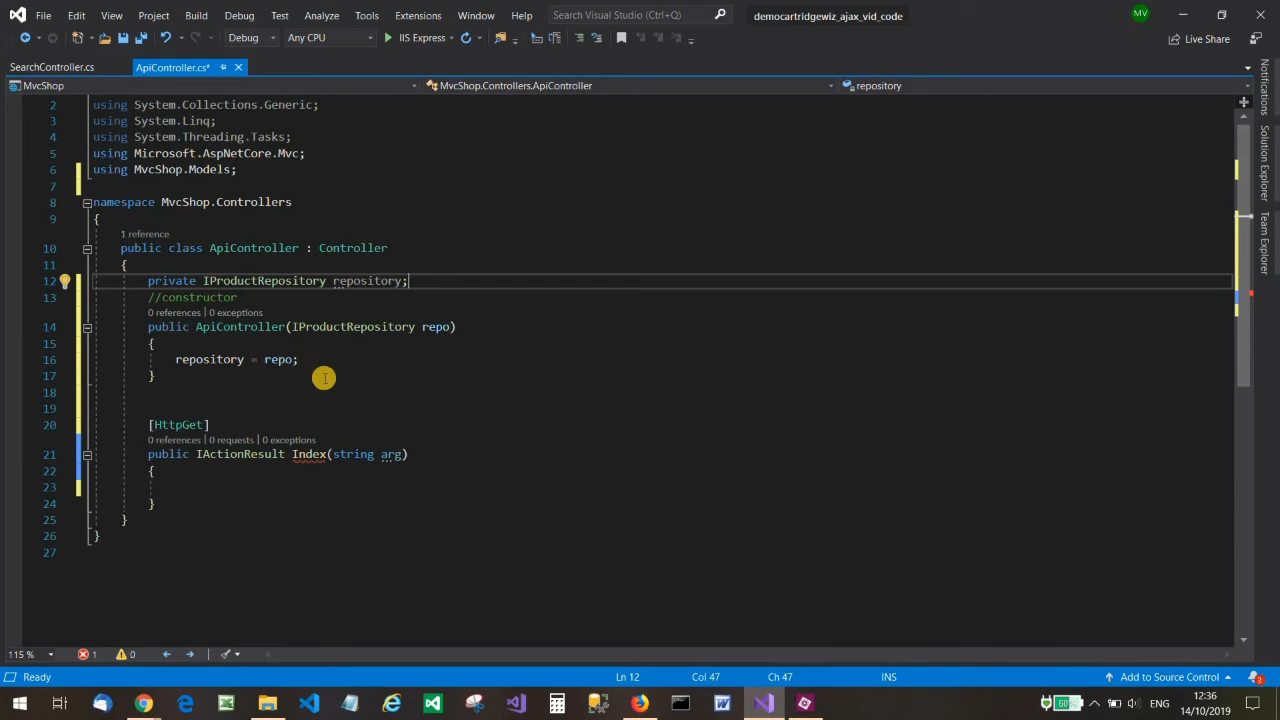 File Edit View Project Build Debug Test Analyze Tools Extensions Window Help Search Visual Studio (Ctrl+Q) democartridgewiz_ajax_vid_code MV
Debug Any CPU IIS Express Live Share
SearchController.cs ApiController.cs*
MvcShop MvcShop.Controllers.ApiController repository
2 using System.Collections.Generic;
3 using System.Linq;
4 using System.Threading.Tasks;
5 using Microsoft.AspNetCore.Mvc;
6 using MvcShop.Models;
7
8 namespace MvcShop.Controllers
9 {
1 reference
10 public class ApiController : Controller
11 {
12 private IProductRepository repository;
13 //constructor
0 references | 0 exceptions
14 public ApiController(IProductRepository repo)
15 {
16 repository = repo;
17 }
18
19
20 [HttpGet]
0 references | 0 requests | 0 exceptions
21 public IActionResult Index(string arg)
22 {
23
24 }
25 }
26 }
27
Notifications
Solution Explorer
Team Explorer
115 % 1 0
Ready Ln 12 Col 47 Ch 47 INS Add to Source Control 3
60% ENG 12:36
14/10/2019